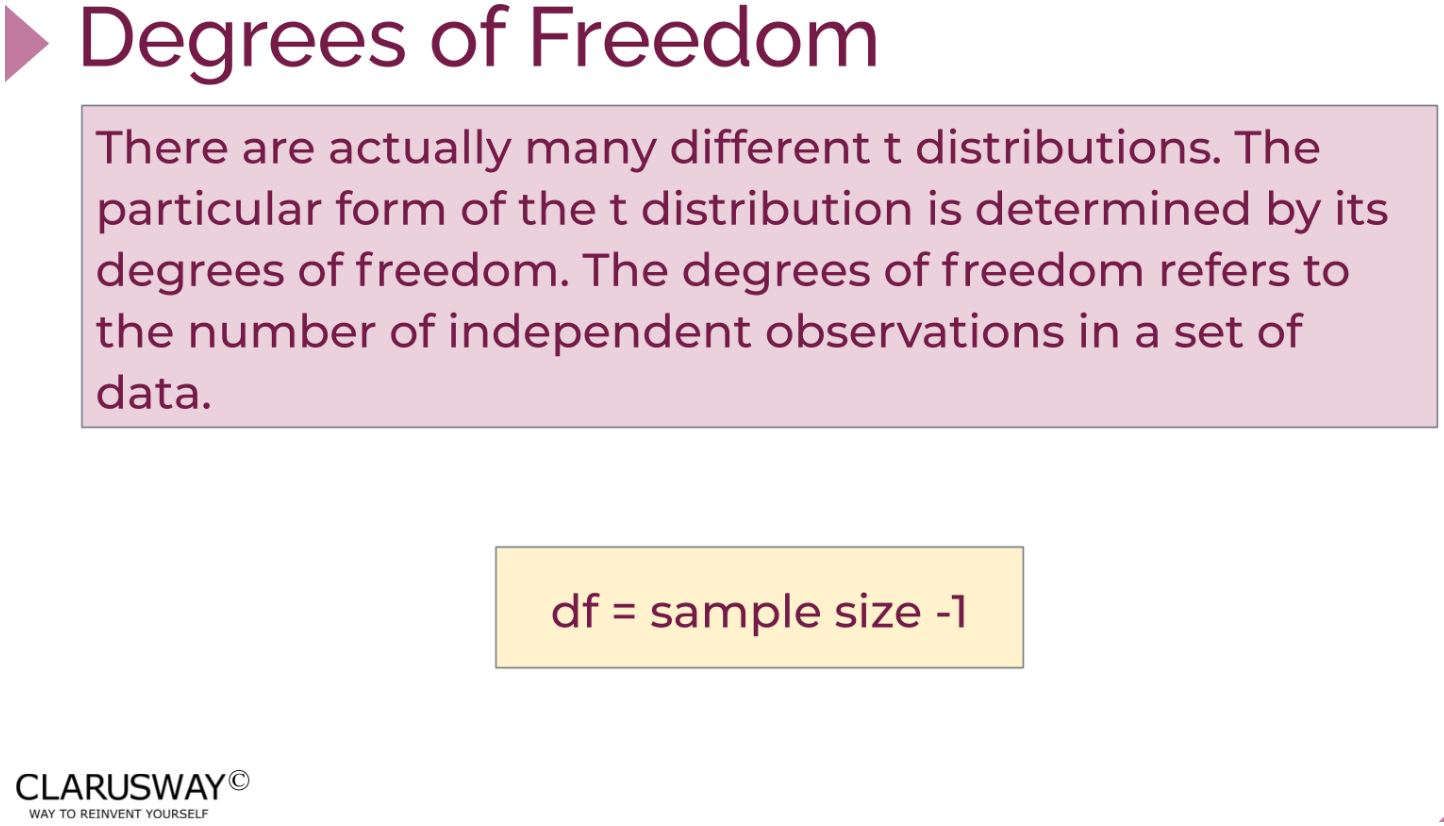 Degrees of Freedom
There are actually many different t distributions. The
particular form of the t distribution is determined by its
degrees of freedom. The degrees of freedom refers to
the number of independent observations in a set of
data.
df = sample size -1
CLARUSWAY©
WAY TO REINVENT YOURSELF